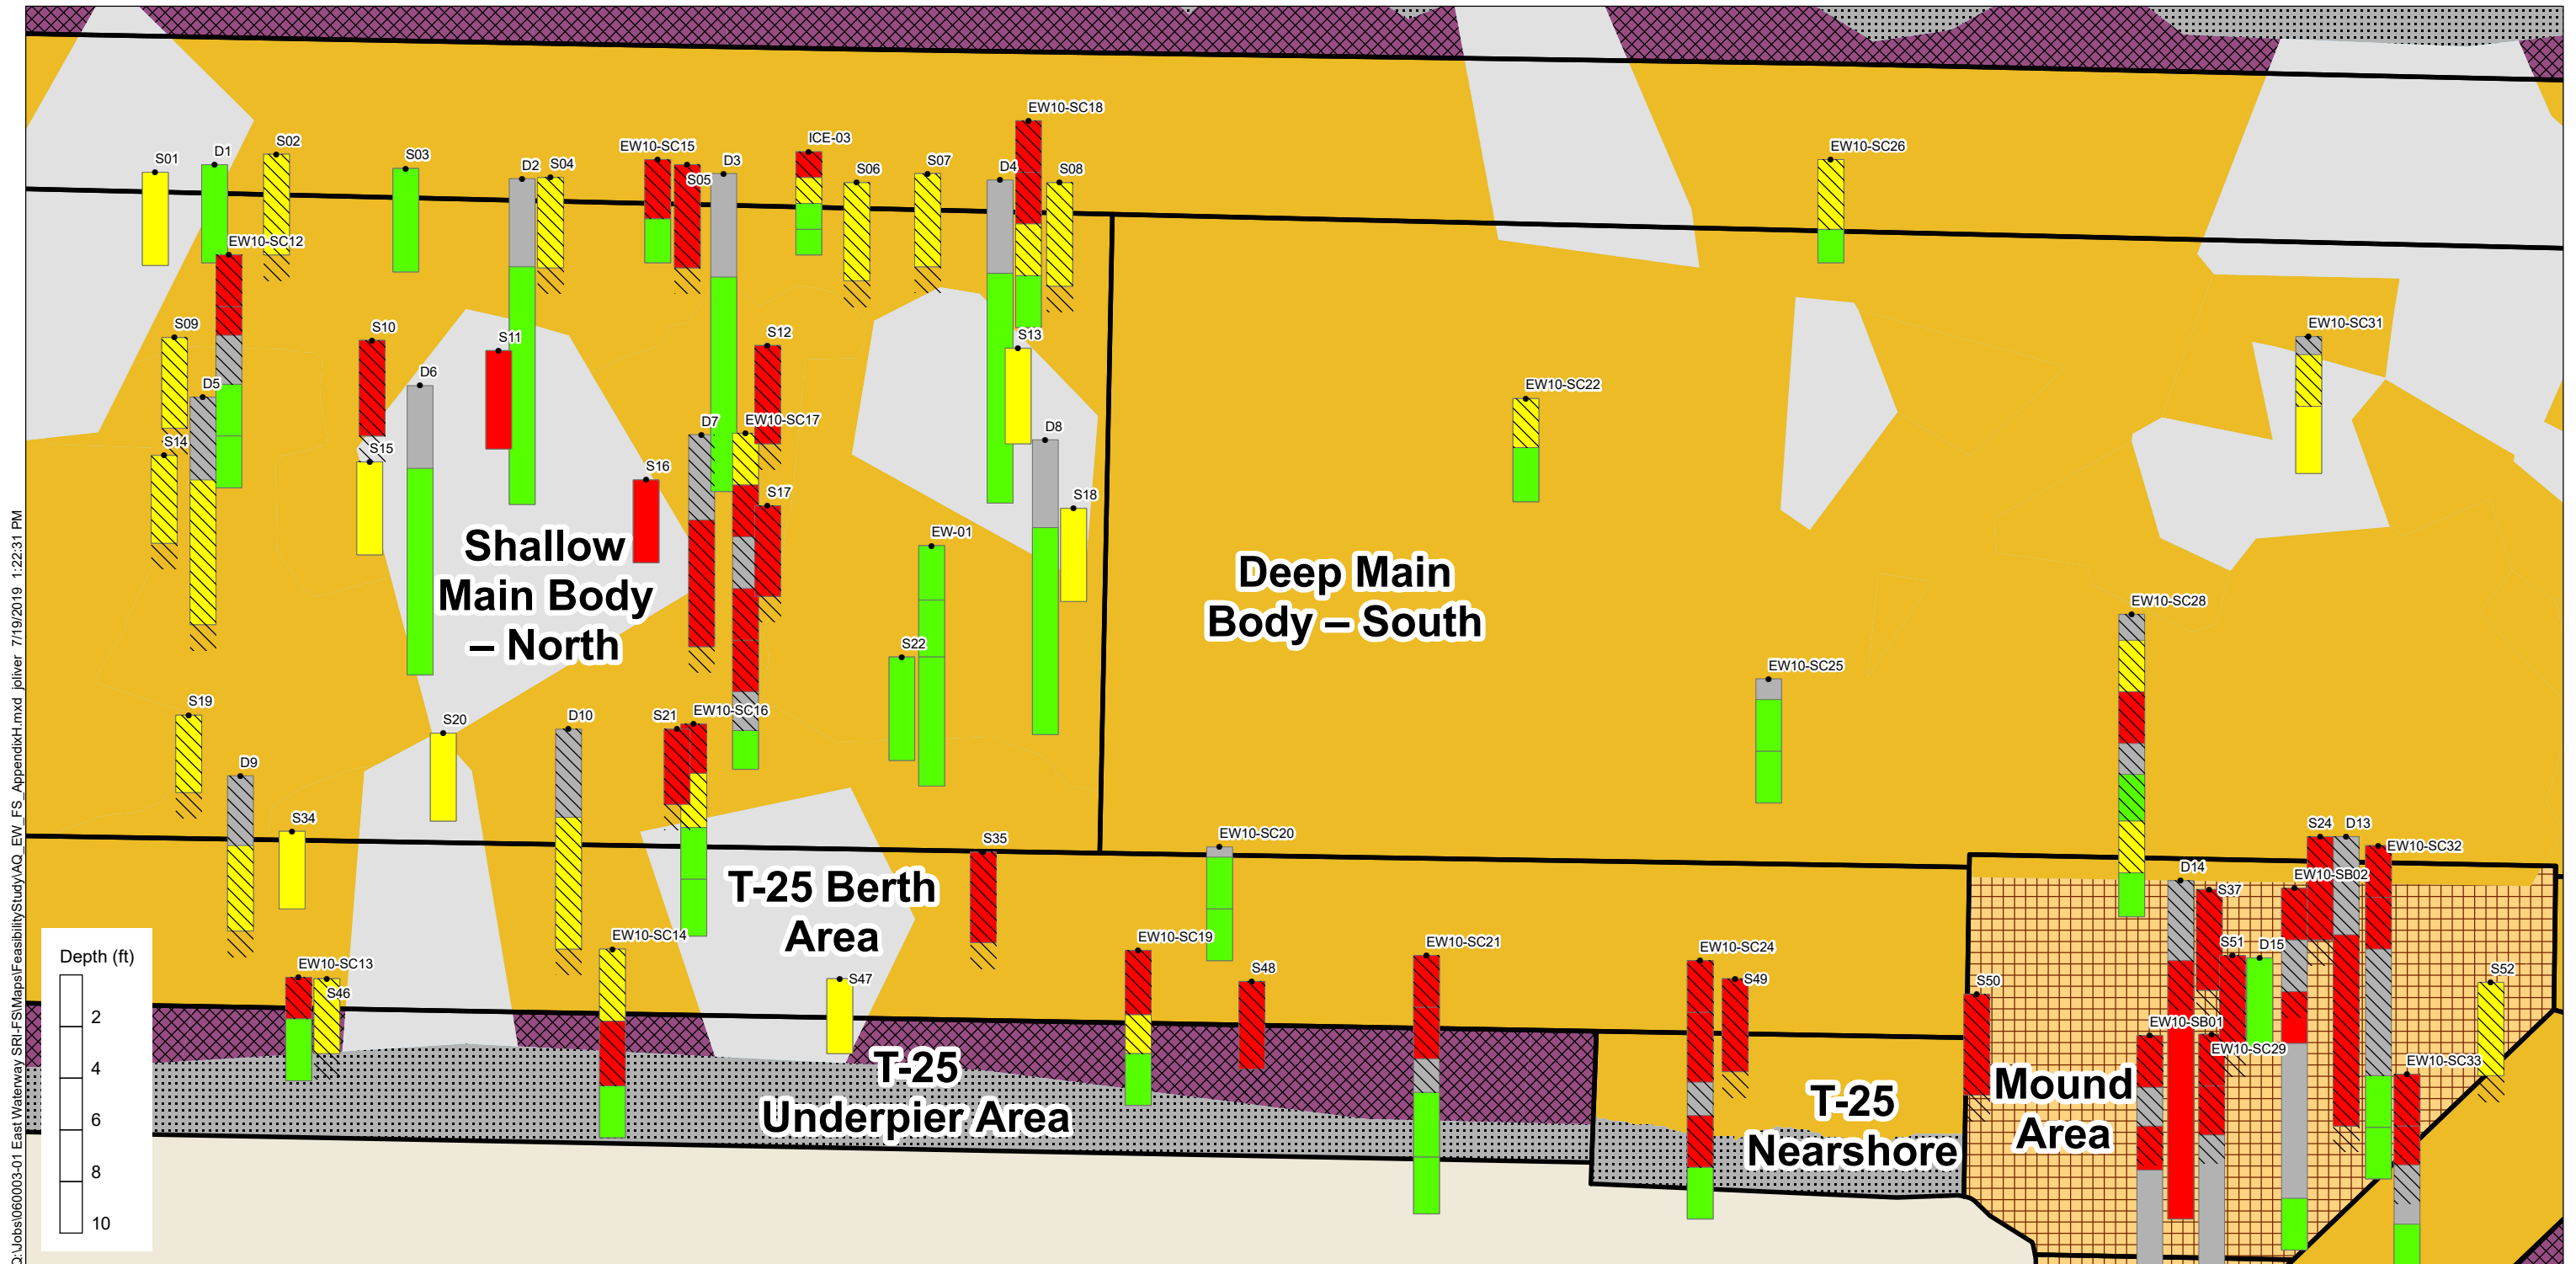 EW10-SC18
ICE-03
S02
EW10-SC15
EW10-SC26
S01
D1
S03
D2
S04
D3
S05
S06
S07
D4
S08
EW10-SC12
S09
S10
S11
S12
S13
EW10-SC31
D5
D6
EW10-SC22
S14
S15
D7
EW10-SC17
D8
S16
S17
S18
Shallow
Main Body
– North
EW-01
Deep Main
Body – South
EW10-SC28
S22
EW10-SC25
S19
S20
D10
S21
EW10-SC16
D9
S34
S35
EW10-SC20
S24
D13
EW10-SC32
T-25 Berth
Area
D14
S37
EW10-SB02
EW10-SC14
EW10-SC19
EW10-SC21
EW10-SC24
S51
D15
Depth (ft)
2
4
6
8
10
EW10-SC13
S46
S47
S48
S49
S50
S52
EW10-SB01
EW10-SC29
EW10-SC33
T-25
Underpier Area
T-25
Nearshore
Mound
Area
Q:\Jobs\060003-01 East Waterway SRI-FS\Maps\FeasibilityStudy\AQ_EW_FS_AppendixH.mxd joliver 7/19/2019 1:22:31 PM